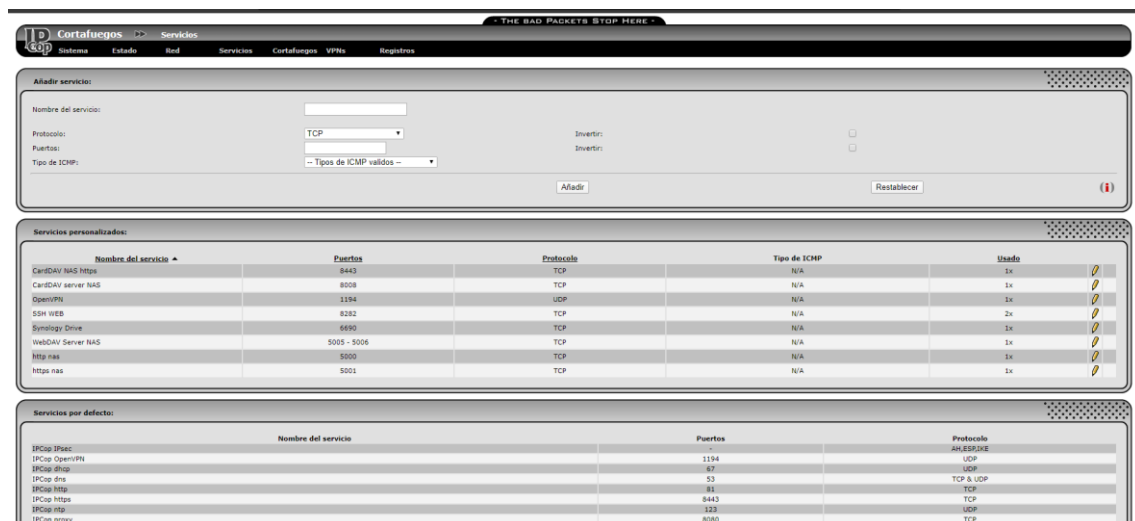 - THE BAD PACKETS STOP HERE -
IP cop
Cortafuegos Servicios
Sistema Estado Red Servicios Cortafuegos VPNs Registros
Añadir servicio:
Nombre del servicio:
Protocolo: TCP Invertir:
Puertos: Invertir:
Tipo de ICMP: -- Tipos de ICMP validos --
Añadir Restablecer (i)
Servicios personalizados:
Nombre del servicio Puertos Protocolo Tipo de ICMP Usado
CardDAV NAS https 8443 TCP N/A 1x
CardDAV server NAS 8008 TCP N/A 1x
OpenVPN 1194 UDP N/A 1x
SSH WEB 8282 TCP N/A 2x
Synology Drive 6690 TCP N/A 1x
WebDAV Server NAS 5005 - 5006 TCP N/A 1x
http nas 5000 TCP N/A 1x
https nas 5001 TCP N/A 1x
Servicios por defecto:
Nombre del servicio Puertos Protocolo
IPCop IPsec - AH,ESP,IKE
IPCop OpenVPN 1194 UDP
IPCop dhcp 67 UDP
IPCop dns 53 TCP & UDP
IPCop http 81 TCP
IPCop https 8443 TCP
IPCop ntp 123 UDP
IPCop proxy 8080 TCP